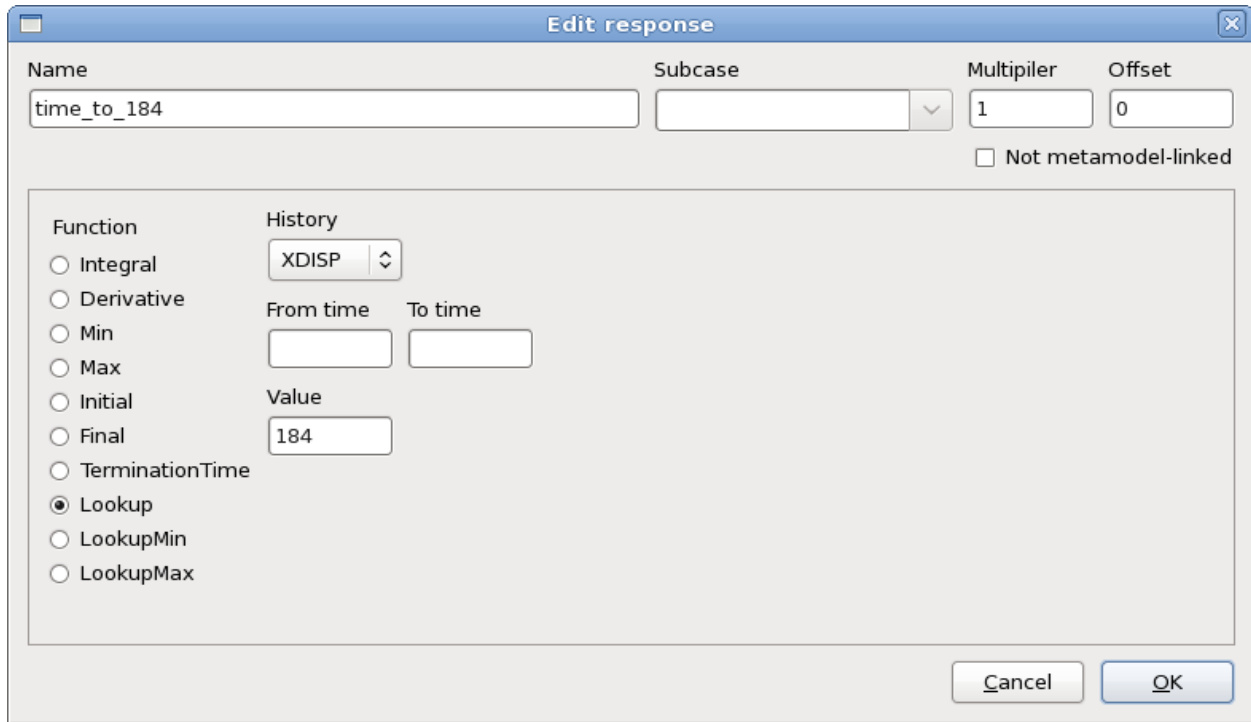 Edit response
Name Subcase Multipiler Offset
time_to_184 1 0
Not metamodel-linked
Function
Integral
Derivative
Min
Max
Initial
Final
TerminationTime
Lookup
LookupMin
LookupMax
History
XDISP
From time To time
Value
184
Cancel OK